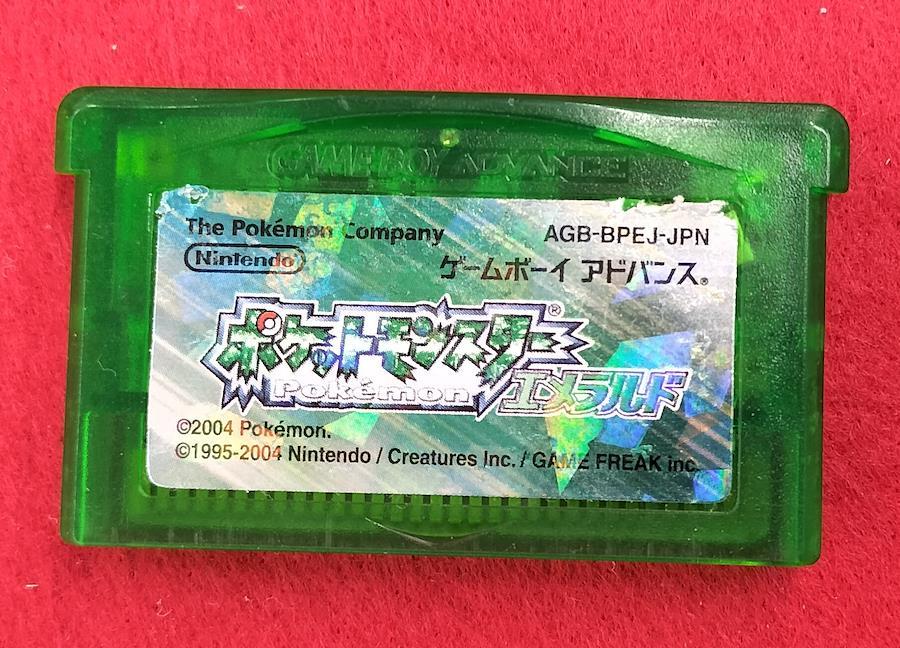 GAME BOY ADVANCE
The Pokémon Company AGB-BPEJ-JPN
Nintendo ゲームボーイ アドバンス®
ポケットモンスター®
Pokémon エメラルド
©2004 Pokémon.
©1995-2004 Nintendo / Creatures Inc. / GAME FREAK inc.